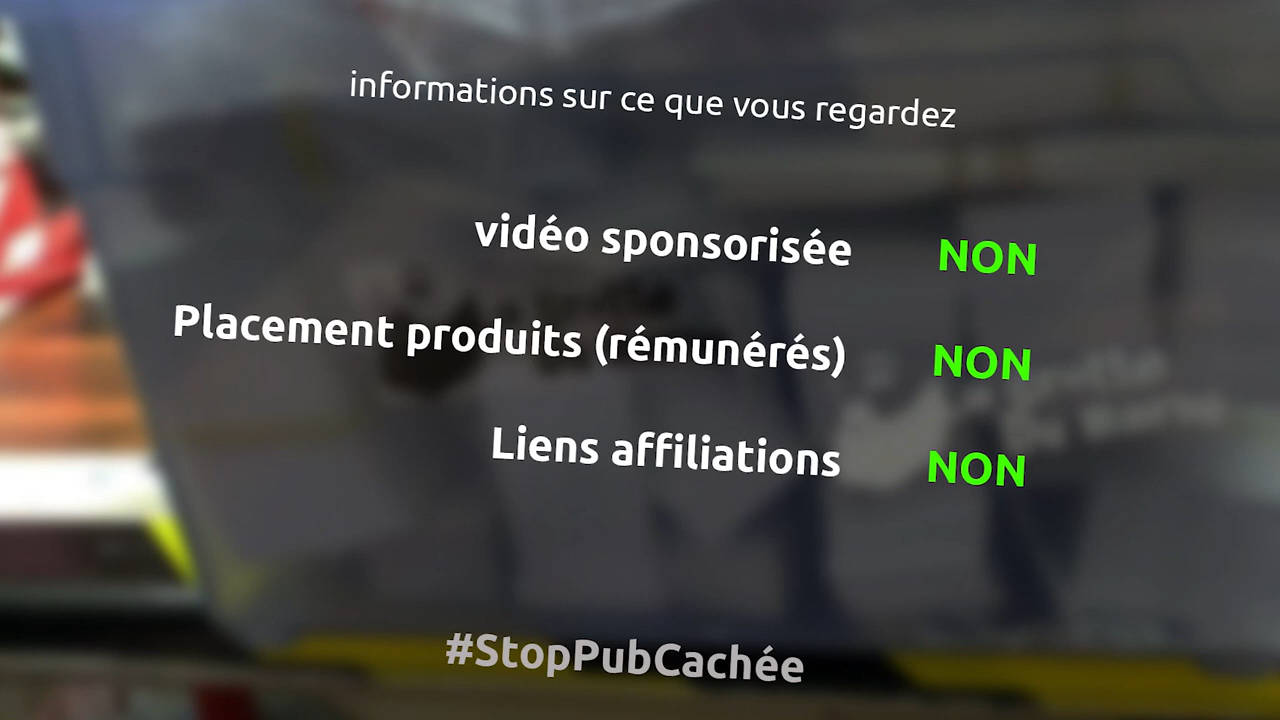 informations sur ce que vous regardez
vidéo sponsorisée NON
Placement produits (rémunérés) NON
Liens affiliations NON
#StopPubCachée